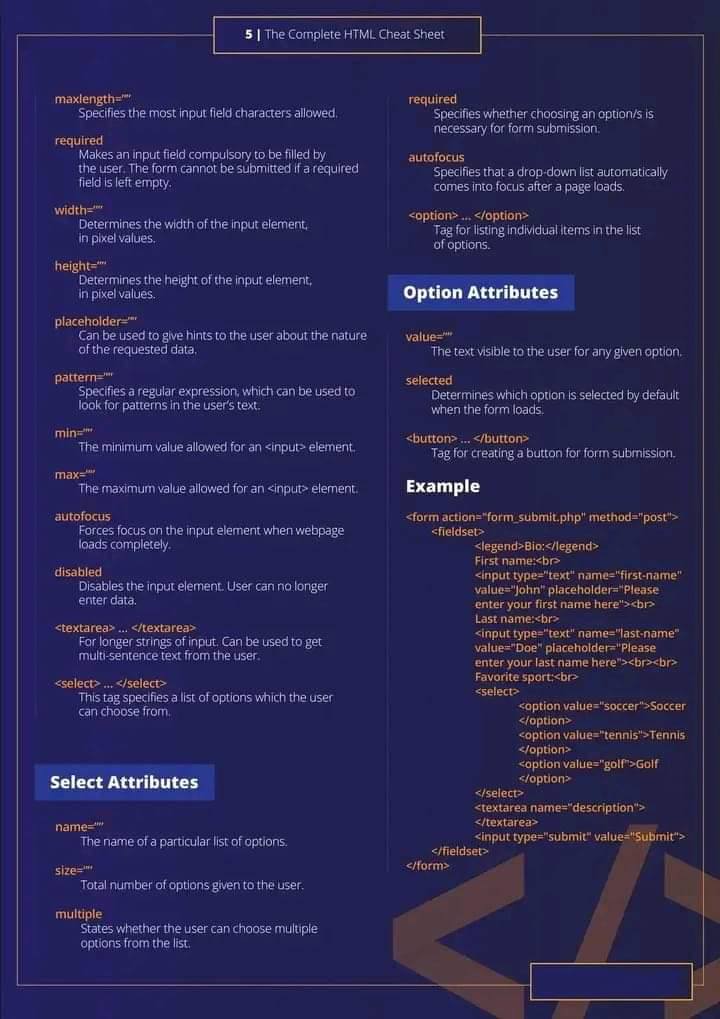 5 | The Complete HTML Cheat Sheet
maxlength=””
Specifies the most input field characters allowed.
required
Makes an input field compulsory to be filled by
the user. The form cannot be submitted if a required
field is left empty.
width=””
Determines the width of the input element,
in pixel values.
height=””
Determines the height of the input element,
in pixel values.
placeholder=””
Can be used to give hints to the user about the nature
of the requested data.
pattern=””
Specifies a regular expression, which can be used to
look for patterns in the user’s text.
min=””
The minimum value allowed for an <input> element.
max=””
The maximum value allowed for an <input> element.
autofocus
Forces focus on the input element when webpage
loads completely.
disabled
Disables the input element. User can no longer
enter data.
<textarea> ... </textarea>
For longer strings of input. Can be used to get
multi-sentence text from the user.
<select> ... </select>
This tag specifies a list of options which the user
can choose from.
Select Attributes
name=””
The name of a particular list of options.
size=””
Total number of options given to the user.
multiple
States whether the user can choose multiple
options from the list.
required
Specifies whether choosing an option/s is
necessary for form submission.
autofocus
Specifies that a drop-down list automatically
comes into focus after a page loads.
<option> ... </option>
Tag for listing individual items in the list
of options.
Option Attributes
value=””
The text visible to the user for any given option.
selected
Determines which option is selected by default
when the form loads.
<button> ... </button>
Tag for creating a button for form submission.
Example
<form action="form_submit.php" method="post">
<fieldset>
<legend>Bio:</legend>
First name:<br>
<input type="text" name="first-name"
value="John" placeholder="Please
enter your first name here"><br>
Last name:<br>
<input type="text" name="last-name"
value="Doe" placeholder="Please
enter your last name here"><br><br>
Favorite sport:<br>
<select>
<option value="soccer">Soccer
</option>
<option value="tennis">Tennis
</option>
<option value="golf">Golf
</option>
</select>
<textarea name="description">
</textarea>
<input type="submit" value="Submit">
</fieldset>
</form>
</>